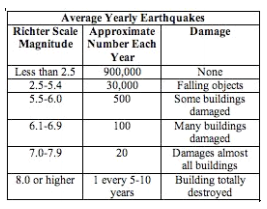 Average Yearly Earthquakes
Richter Scale Magnitude Approximate Number Each Year Damage
Less than 2.5 900,000 None
2.5-5.4 30,000 Falling objects
5.5-6.0 500 Some buildings damaged
6.1-6.9 100 Many buildings damaged
7.0-7.9 20 Damages almost all buildings
8.0 or higher 1 every 5-10 years Building totally destroyed